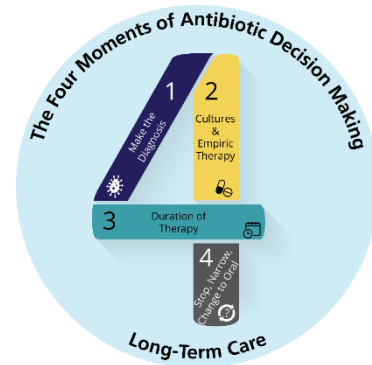 The Four Moments of Antibiotic Decision Making
1
Make the
Diagnosis
2
Cultures
&
Empiric
Therapy
3
Duration of
Therapy
4
Stop, Narrow,
Change to Oral
Long-Term Care